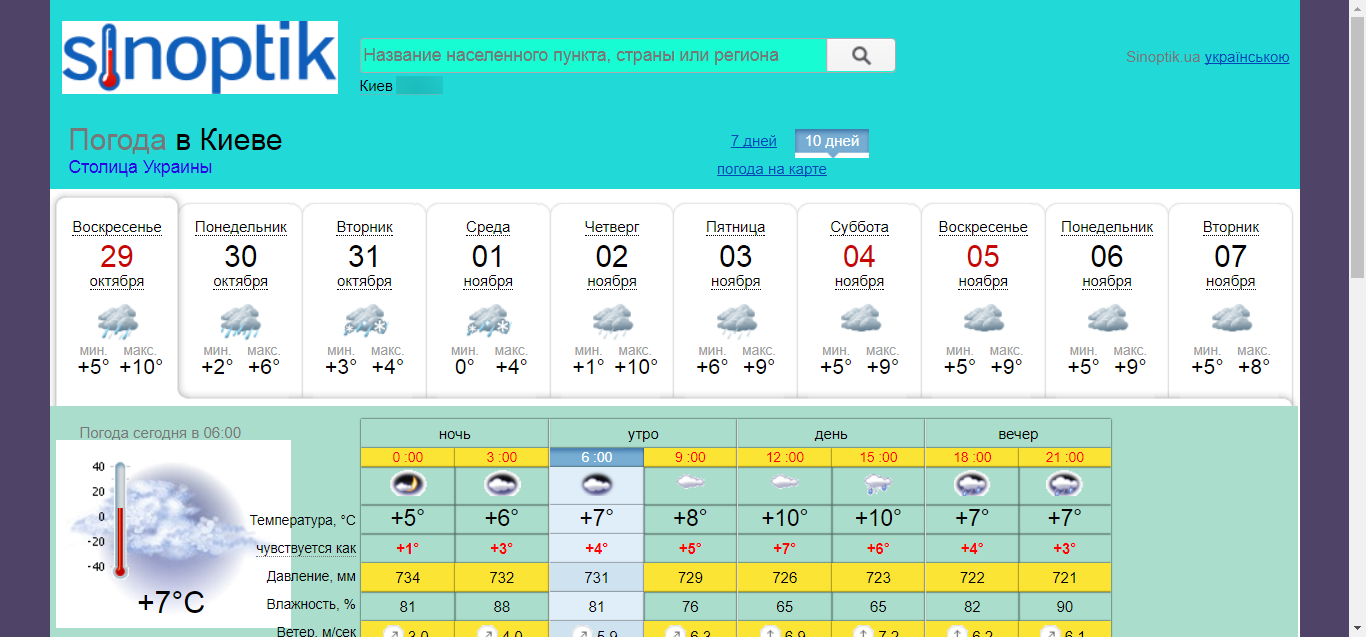 sinoptik
Название населенного пункта, страны или региона
Sinoptik.ua українською
Киев
Погода в Киеве
7 дней 10 дней
Столица Украины
погода на карте
Воскресенье Понедельник Вторник Среда Четверг Пятница Суббота Воскресенье Понедельник Вторник
29 30 31 01 02 03 04 05 06 07
октября октября октября ноября ноября ноября ноября ноября ноября ноября
мин. макс. мин. макс. мин. макс. мин. макс. мин. макс. мин. макс. мин. макс. мин. макс. мин. макс. мин. макс.
+5° +10° +2° +6° +3° +4° 0° +4° +1° +10° +6° +9° +5° +9° +5° +9° +5° +9° +5° +8°
Погода сегодня в 06:00
40
20
0
-20
-40
+7°C
ночь утро день вечер
0 :00 3 :00 6 :00 9 :00 12 :00 15 :00 18 :00 21 :00
Температура, °C +5° +6° +7° +8° +10° +10° +7° +7°
чувствуется как +1° +3° +4° +5° +7° +6° +4° +3°
Давление, мм 734 732 731 729 726 723 722 721
Влажность, % 81 88 81 76 65 65 82 90
Ветер, м/сек 3.0 4.0 5.9 6.3 6.9 7.2 6.2 6.1